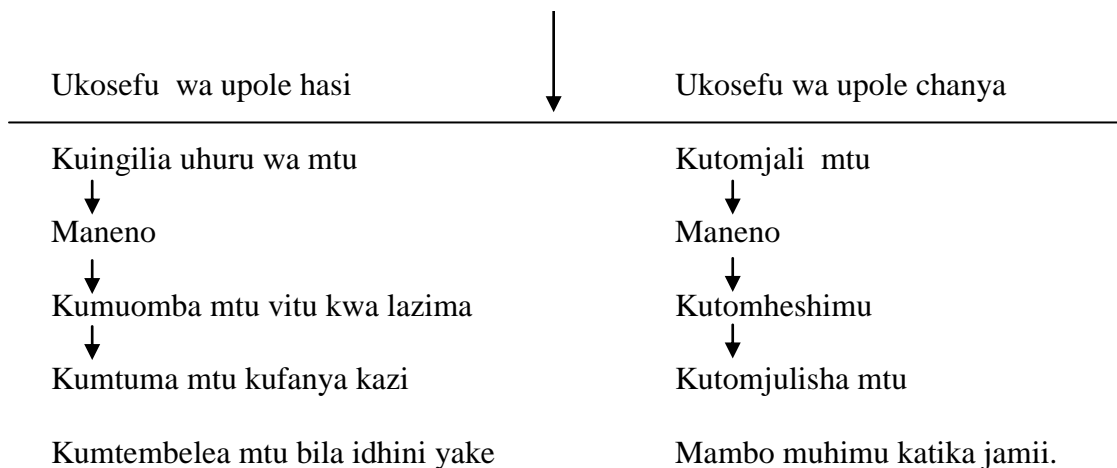 Ukosefu wa upole hasi
Ukosefu wa upole chanya
Kuingilia uhuru wa mtu
Kutomjali mtu
Maneno
Maneno
Kumuomba mtu vitu kwa lazima
Kutomheshimu
Kumtuma mtu kufanya kazi
Kutomjulisha mtu
Kumtembelea mtu bila idhini yake
Mambo muhimu katika jamii.